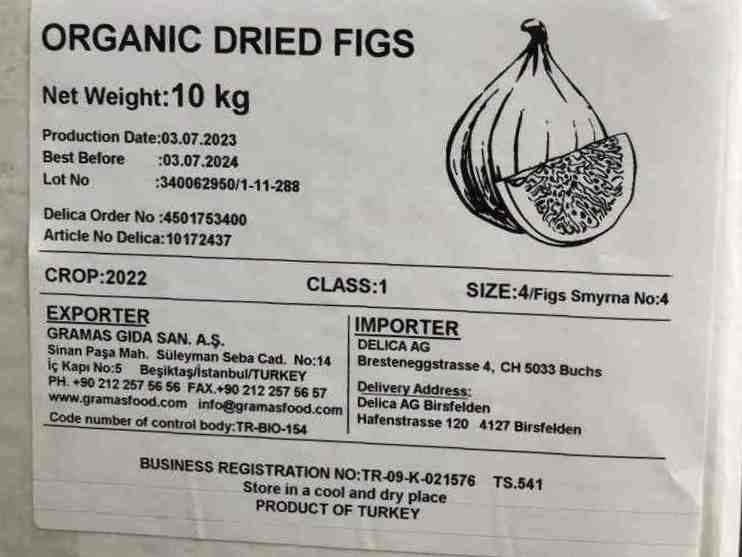 ORGANIC DRIED FIGS
Net Weight:10 kg
Production Date:03.07.2023
Best Before :03.07.2024
Lot No :340062950/1-11-288
Delica Order No :4501753400
Article No Delica:10172437
CROP:2022 CLASS:1 SIZE:4/Figs Smyrna No:4
EXPORTER
GRAMAS GIDA SAN. A.Ş.
Sinan Paşa Mah. Süleyman Seba Cad. No:14
İç Kapı No:5 Beşiktaş/İstanbul/TURKEY
PH. +90 212 257 56 56 FAX.+90 212 257 56 57
www.gramasfood.com info@gramasfood.com
Code number of control body:TR-BIO-154
IMPORTER
DELICA AG
Bresteneggstrasse 4, CH 5033 Buchs
Delivery Address:
Delica AG Birsfelden
Hafenstrasse 120 4127 Birsfelden
BUSINESS REGISTRATION NO:TR-09-K-021576 TS.541
Store in a cool and dry place
PRODUCT OF TURKEY